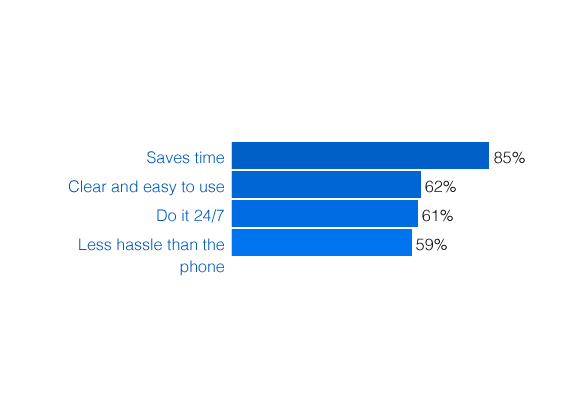 Saves time 85%
Clear and easy to use 62%
Do it 24/7 61%
Less hassle than the 59%
phone